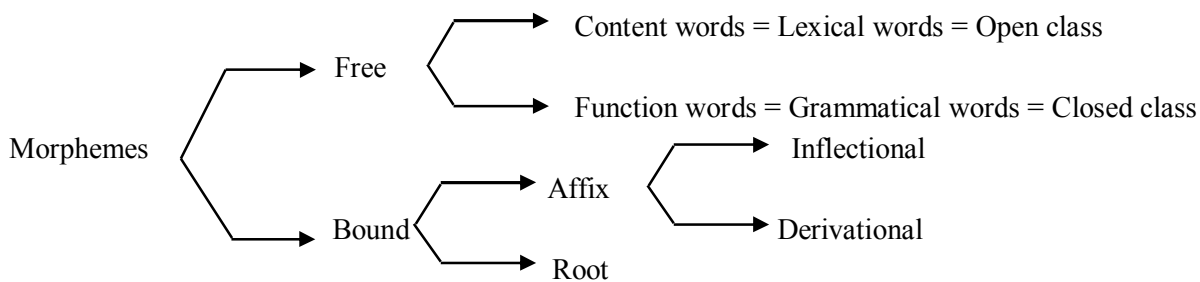 Content words = Lexical words = Open class
Free
Function words = Grammatical words = Closed class
Morphemes
Inflectional
Affix
Bound
Derivational
Root